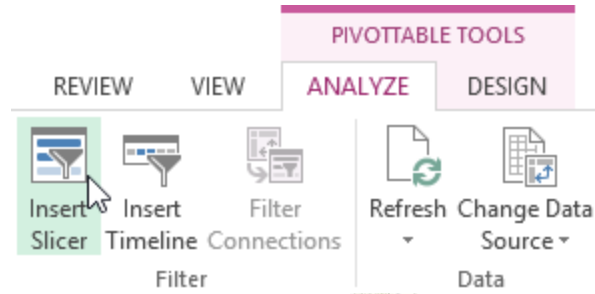 PIVOTTABLE TOOLS
REVIEW VIEW ANALYZE DESIGN
Insert Insert Filter Refresh Change Data
Slicer Timeline Connections Source
Filter Data